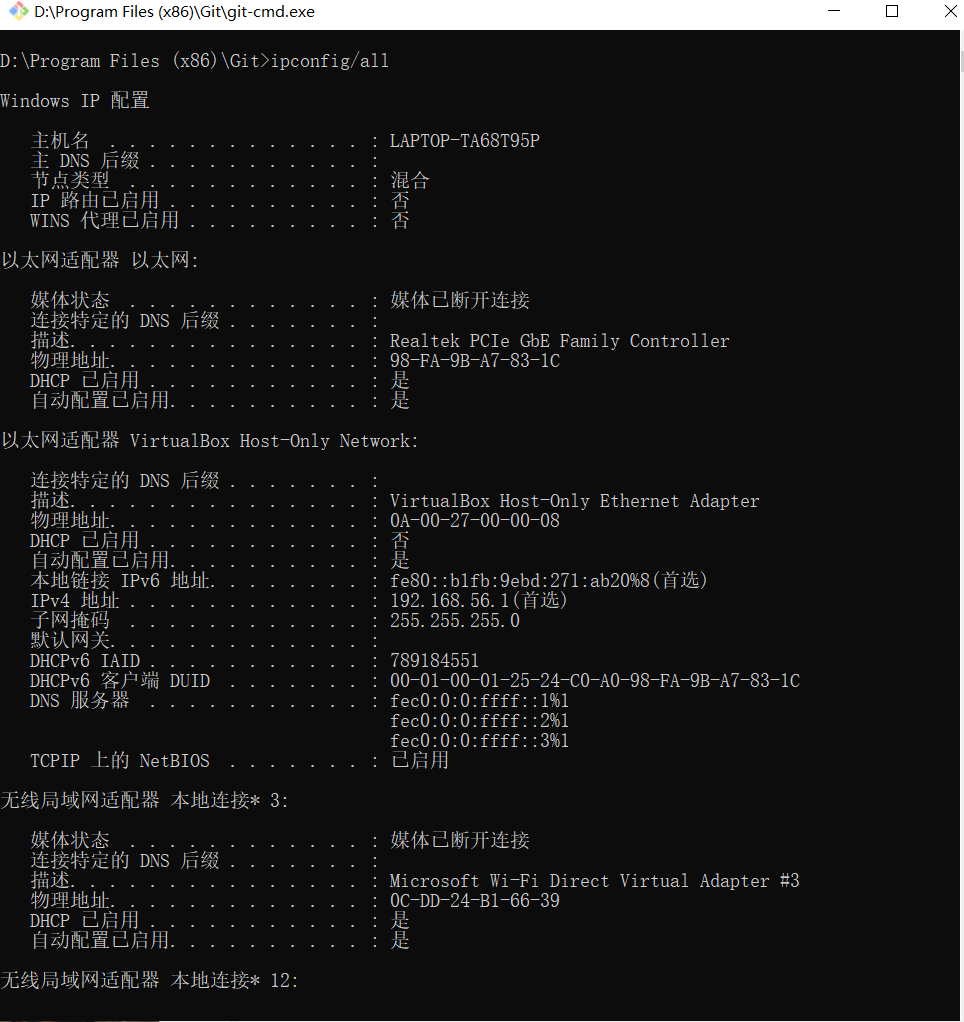 D:\Program Files (x86)\Git\git-cmd.exe
D:\Program Files (x86)\Git>ipconfig/all
Windows IP 配置
主机名 . . . . . . . . . . . . . : LAPTOP-TA68T95P
主 DNS 后缀 . . . . . . . . . . . :
节点类型 . . . . . . . . . . . . : 混合
IP 路由已启用 . . . . . . . . . . : 否
WINS 代理已启用 . . . . . . . . . : 否
以太网适配器 以太网:
媒体状态 . . . . . . . . . . . . : 媒体已断开连接
连接特定的 DNS 后缀 . . . . . . . :
描述. . . . . . . . . . . . . . . : Realtek PCIe GbE Family Controller
物理地址. . . . . . . . . . . . . : 98-FA-9B-A7-83-1C
DHCP 已启用 . . . . . . . . . . . : 是
自动配置已启用. . . . . . . . . . : 是
以太网适配器 VirtualBox Host-Only Network:
连接特定的 DNS 后缀 . . . . . . . :
描述. . . . . . . . . . . . . . . : VirtualBox Host-Only Ethernet Adapter
物理地址. . . . . . . . . . . . . : 0A-00-27-00-00-08
DHCP 已启用 . . . . . . . . . . . : 否
自动配置已启用. . . . . . . . . . : 是
本地链接 IPv6 地址. . . . . . . . : fe80::b1fb:9ebd:271:ab20%8(首选)
IPv4 地址 . . . . . . . . . . . . : 192.168.56.1(首选)
子网掩码 . . . . . . . . . . . . : 255.255.255.0
默认网关. . . . . . . . . . . . . :
DHCPv6 IAID . . . . . . . . . . . : 789184551
DHCPv6 客户端 DUID . . . . . . . : 00-01-00-01-25-24-C0-A0-98-FA-9B-A7-83-1C
DNS 服务器 . . . . . . . . . . . : fec0:0:0:ffff::1%1
fec0:0:0:ffff::2%1
fec0:0:0:ffff::3%1
TCPIP 上的 NetBIOS . . . . . . . : 已启用
无线局域网适配器 本地连接* 3:
媒体状态 . . . . . . . . . . . . : 媒体已断开连接
连接特定的 DNS 后缀 . . . . . . . :
描述. . . . . . . . . . . . . . . : Microsoft Wi-Fi Direct Virtual Adapter #3
物理地址. . . . . . . . . . . . . : 0C-DD-24-B1-66-39
DHCP 已启用 . . . . . . . . . . . : 是
自动配置已启用. . . . . . . . . . : 是
无线局域网适配器 本地连接* 12: